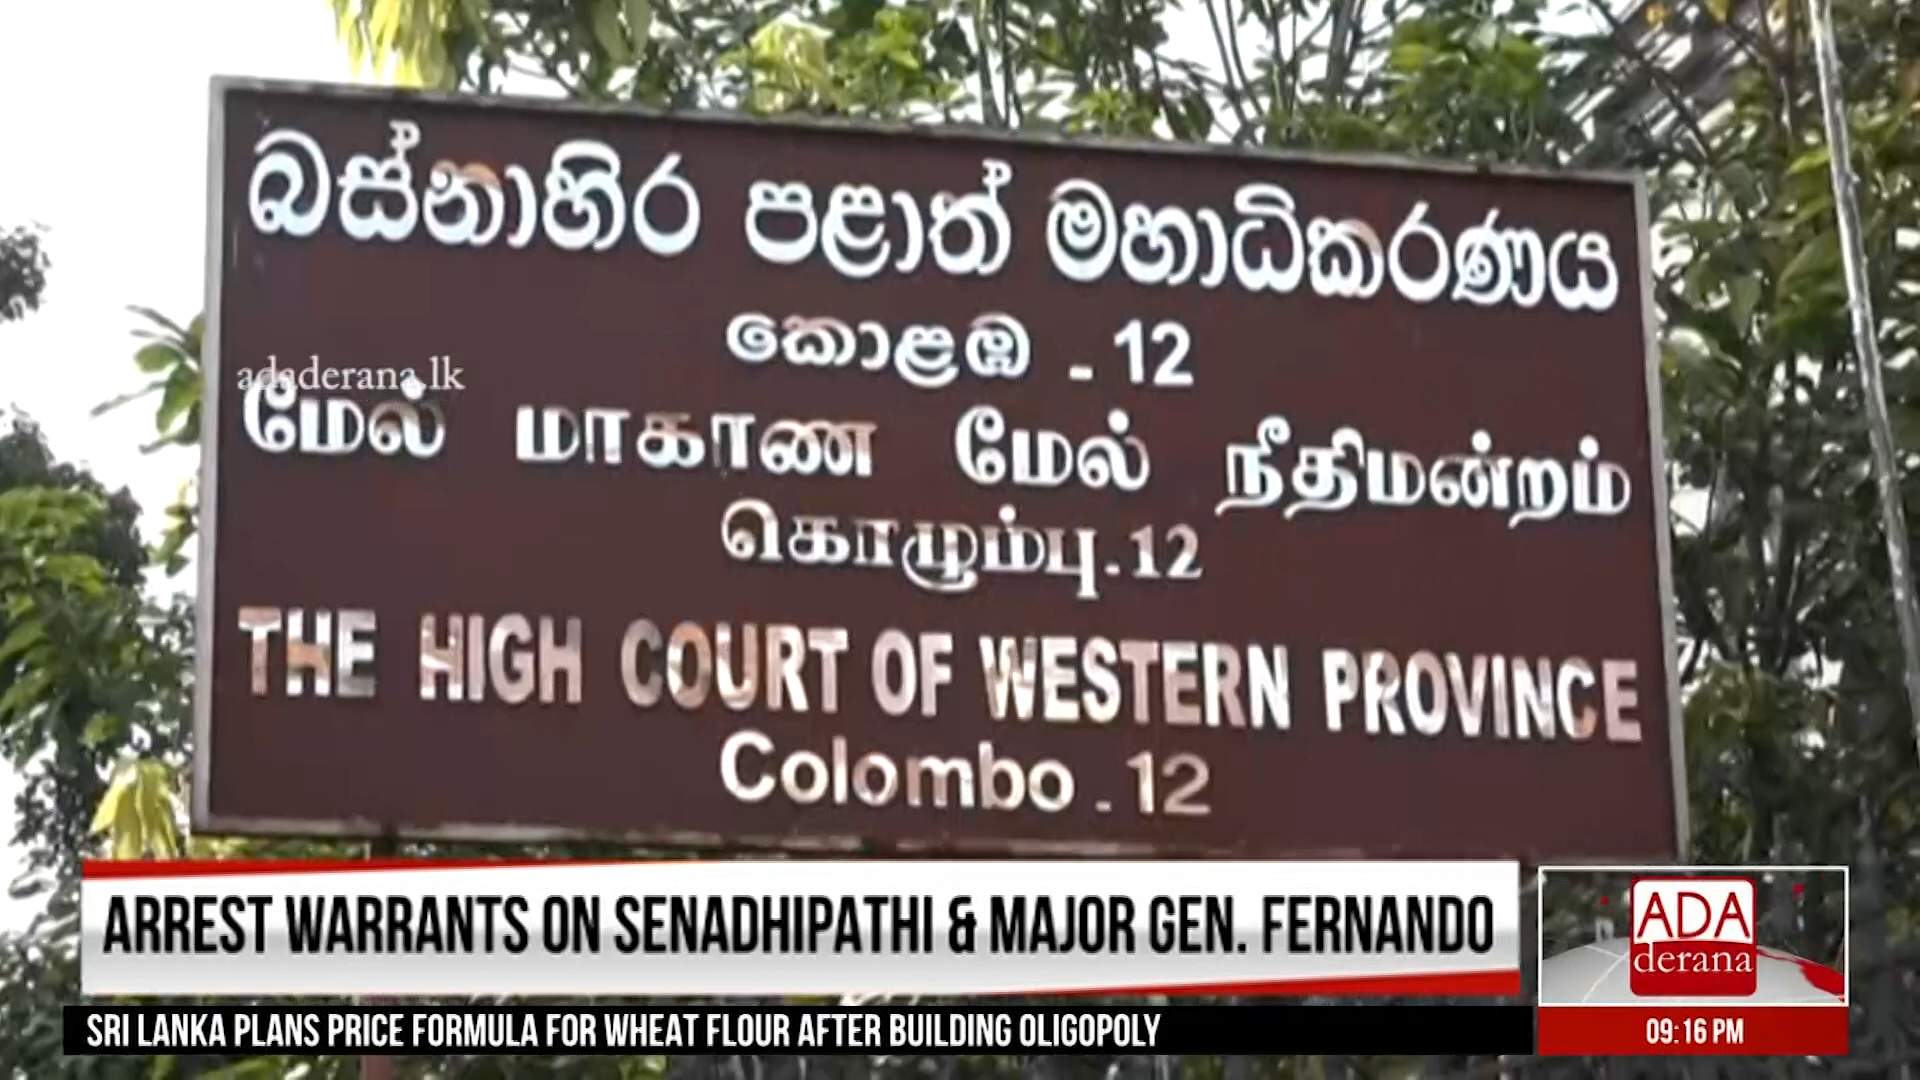 බස්නාහිර පළාත් මහාධිකරණය
කොළඹ - 12
adaderana.lk
மேல் மாகாண மேல் நீதிமன்றம்
கொழும்பு.12
THE HIGH COURT OF WESTERN PROVINCE
Colombo - 12
ARREST WARRANTS ON SENADHIPATHI & MAJOR GEN. FERNANDO
ADA
derana
SRI LANKA PLANS PRICE FORMULA FOR WHEAT FLOUR AFTER BUILDING OLIGOPOLY
09:16 PM